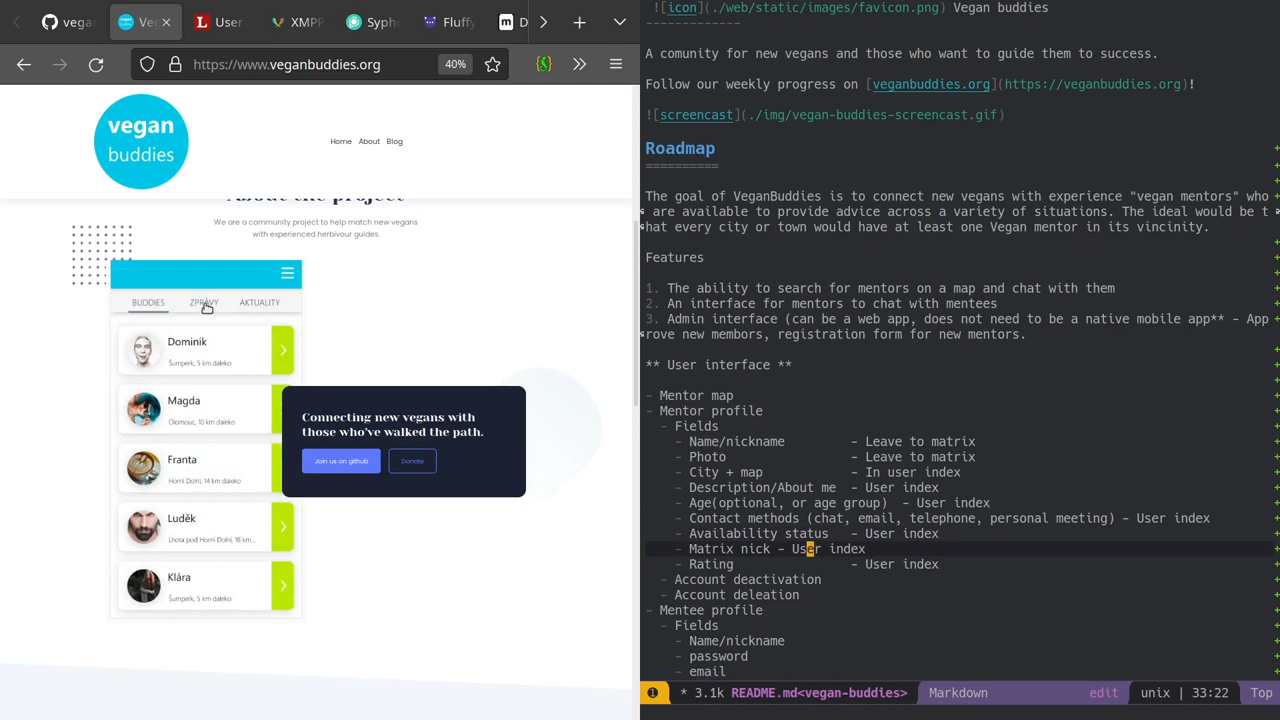 vegan
Veg
User
XMPP
Sypho
Fluffy
D
https://www.veganbuddies.org
40%
vegan
buddies
Home About Blog
About the project
We are a community project to help match new vegans
with experienced herbivour guides.
BUDDIES ZPRÁVY AKTUALITY
Dominik
Šumperk, 5 km daleko
Magda
Olomouc, 10 km daleko
Franta
Horní Dolní, 14 km daleko
Luděk
Lhota pod Horní Dolní, 18 km...
Klára
Šumperk, 5 km daleko
Connecting new vegans with
those who've walked the path.
Join us on github Donate
![icon](./web/static/images/favicon.png) Vegan buddies
-------------
A comunity for new vegans and those who want to guide them to success.
Follow our weekly progress on [veganbuddies.org](https://veganbuddies.org)!
![screencast](./img/vegan-buddies-screencast.gif)
Roadmap
==========
The goal of VeganBuddies is to connect new vegans with experience "vegan mentors" who
are available to provide advice across a variety of situations. The ideal would be t
hat every city or town would have at least one Vegan mentor in its vincinity.
Features
1. The ability to search for mentors on a map and chat with them
2. An interface for mentors to chat with mentees
3. Admin interface (can be a web app, does not need to be a native mobile app** - App
rove new membors, registration form for new mentors.
** User interface **
- Mentor map
- Mentor profile
- Fields
- Name/nickname - Leave to matrix
- Photo - Leave to matrix
- City + map - In user index
- Description/About me - User index
- Age(optional, or age group) - User index
- Contact methods (chat, email, telephone, personal meeting) - User index
- Availability status - User index
- Matrix nick - User index
- Rating - User index
- Account deactivation
- Account deleation
- Mentee profile
- Fields
- Name/nickname
- password
- email
1 * 3.1k README.md<vegan-buddies> Markdown edit unix | 33:22 Top